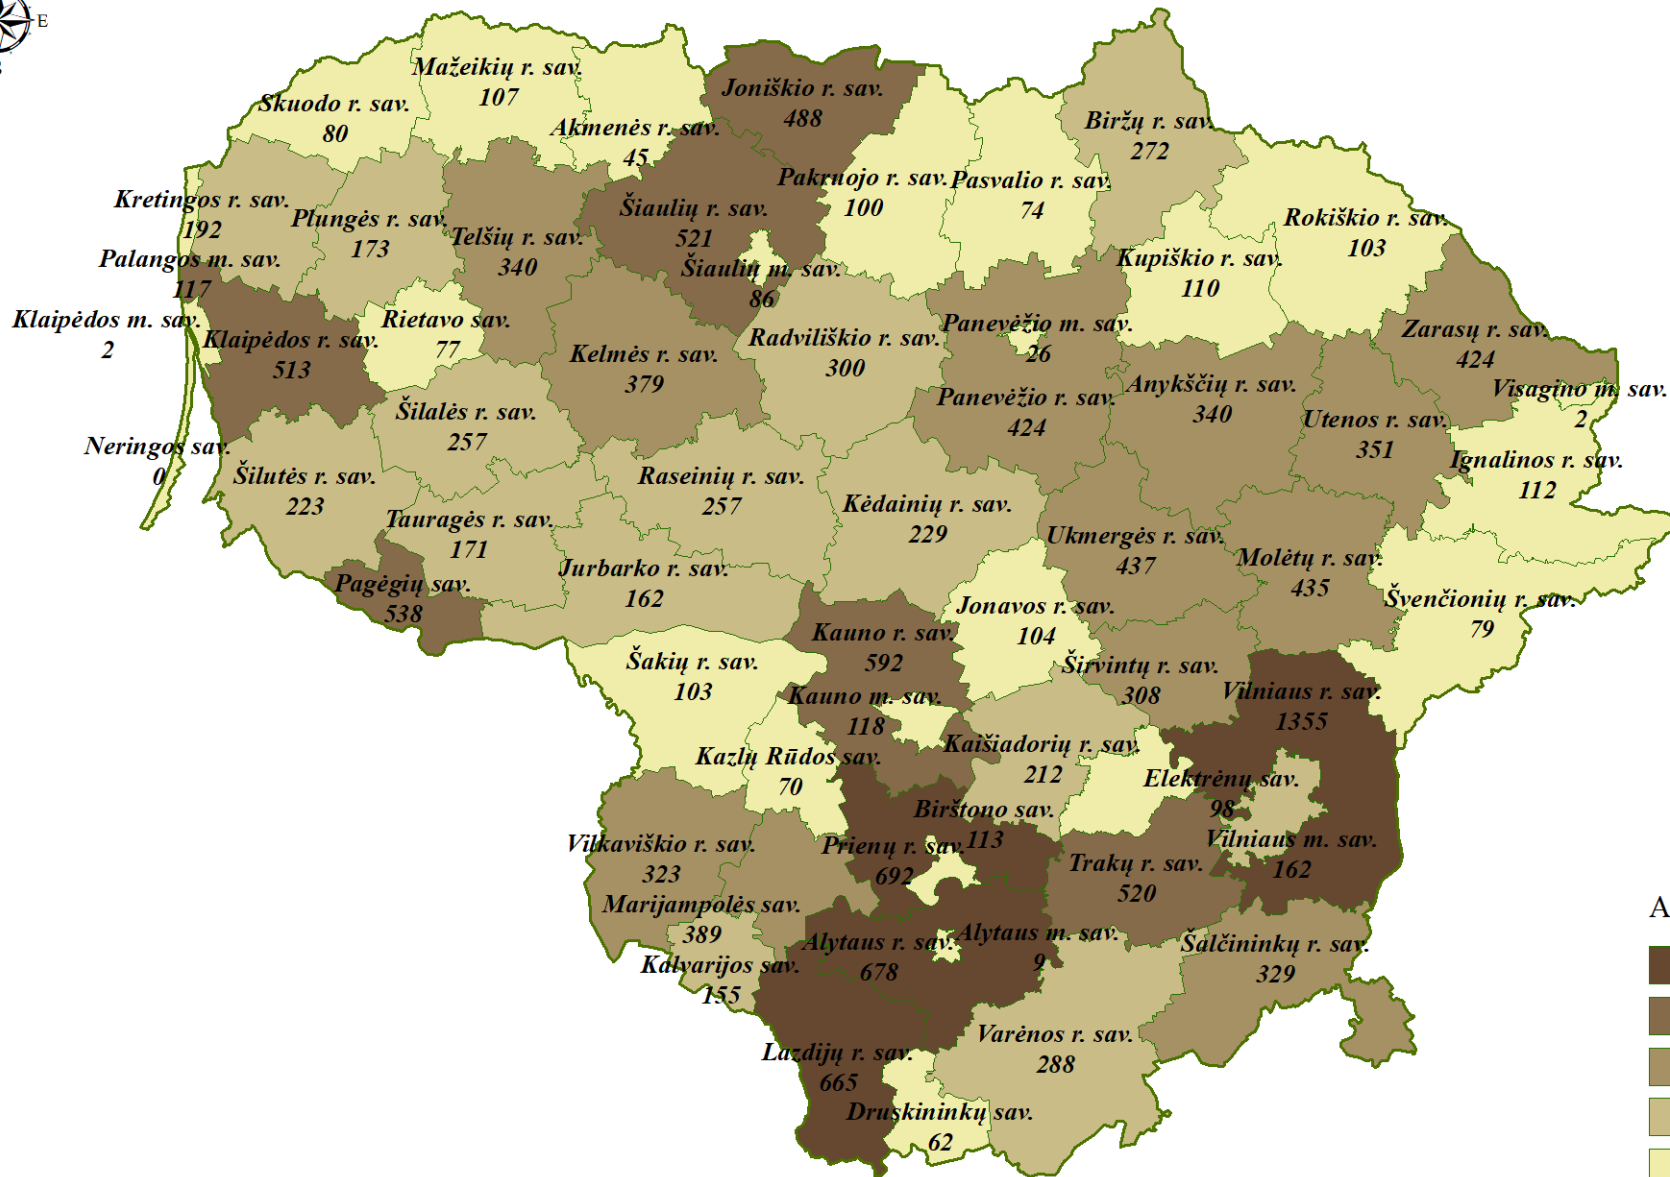 E
Mažeikių r. sav.
107
Skuodo r. sav.
80
Akmenės r. sav.
45
Joniškio r. sav.
488
Biržų r. sav.
272
Kretingos r. sav.
192
Plungės r. sav.
173
Telšių r. sav.
340
Šiaulių r. sav.
521
Pakruojo r. sav.
100
Pasvalio r. sav.
74
Rokiškio r. sav.
103
Palangos m. sav.
117
Šiaulių m. sav.
86
Kupiškio r. sav.
110
Klaipėdos m. sav.
2
Klaipėdos r. sav.
513
Rietavo sav.
77
Kelmės r. sav.
379
Radviliškio r. sav.
300
Panevėžio m. sav.
26
Zarasų r. sav.
424
Panevėžio r. sav.
424
Anykščių r. sav.
340
Visagino m. sav.
2
Utenos r. sav.
351
Šilalės r. sav.
257
Neringos sav.
0
Šilutės r. sav.
223
Raseinių r. sav.
257
Ignalinos r. sav.
112
Tauragės r. sav.
171
Kėdainių r. sav.
229
Ukmergės r. sav.
437
Molėtų r. sav.
435
Pagėgių sav.
538
Jurbarko r. sav.
162
Jonavos r. sav.
104
Švenčionių r. sav.
79
Kauno r. sav.
592
Šakių r. sav.
103
Širvintų r. sav.
308
Vilniaus r. sav.
1355
Kauno m. sav.
118
Kazlų Rūdos sav.
70
Kaišiadorių r. sav.
212
Elektrėnų sav.
98
Birštono sav.
113
Vilkaviškio r. sav.
323
Prienų r. sav.
692
Trakų r. sav.
520
Vilniaus m. sav.
162
Marijampolės sav.
389
Alytaus r. sav.
678
Alytaus m. sav.
9
Šalčininkų r. sav.
329
Kalvarijos sav.
155
Varėnos r. sav.
288
Lazdijų r. sav.
665
Druskininkų sav.
62
A